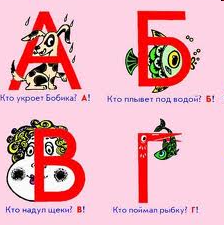 А Б
Кто укроет Бобика? А!
Кто плывет под водой? Б!
В Г
Кто надул щеки? В!
Кто поймал рыбку? Г!